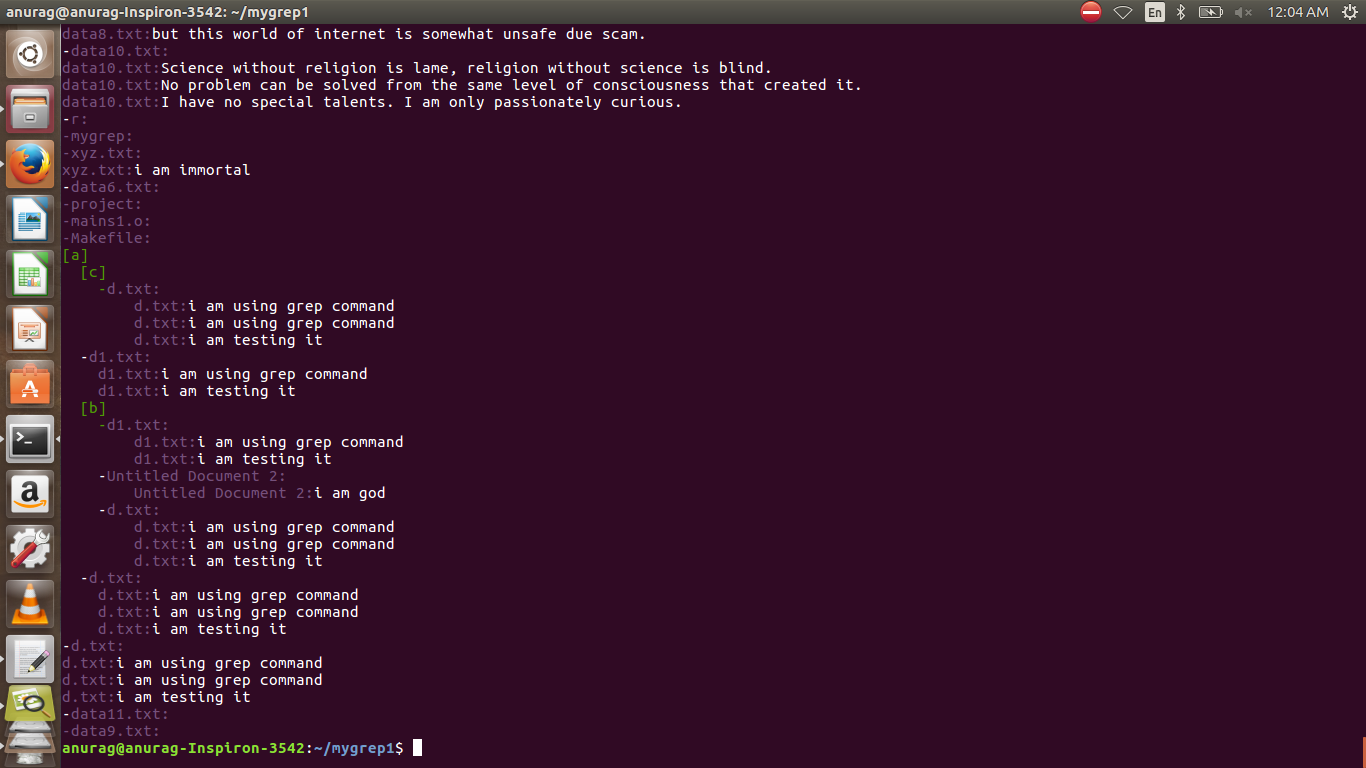 anurag@anurag-Inspiron-3542: ~/mygrep1
En
12:04 AM
data8.txt:but this world of internet is somewhat unsafe due scam.
-data10.txt:
data10.txt:Science without religion is lame, religion without science is blind.
data10.txt:No problem can be solved from the same level of consciousness that created it.
data10.txt:I have no special talents. I am only passionately curious.
-r:
-mygrep:
-xyz.txt:
xyz.txt:i am immortal
-data6.txt:
-project:
-mains1.o:
-Makefile:
[a]
  [c]
    -d.txt:
        d.txt:i am using grep command
        d.txt:i am using grep command
        d.txt:i am testing it
  -d1.txt:
    d1.txt:i am using grep command
    d1.txt:i am testing it
  [b]
    -d1.txt:
        d1.txt:i am using grep command
        d1.txt:i am testing it
    -Untitled Document 2:
        Untitled Document 2:i am god
    -d.txt:
        d.txt:i am using grep command
        d.txt:i am using grep command
        d.txt:i am testing it
  -d.txt:
    d.txt:i am using grep command
    d.txt:i am using grep command
    d.txt:i am testing it
-d.txt:
d.txt:i am using grep command
d.txt:i am using grep command
d.txt:i am testing it
-data11.txt:
-data9.txt:
anurag@anurag-Inspiron-3542:~/mygrep1$